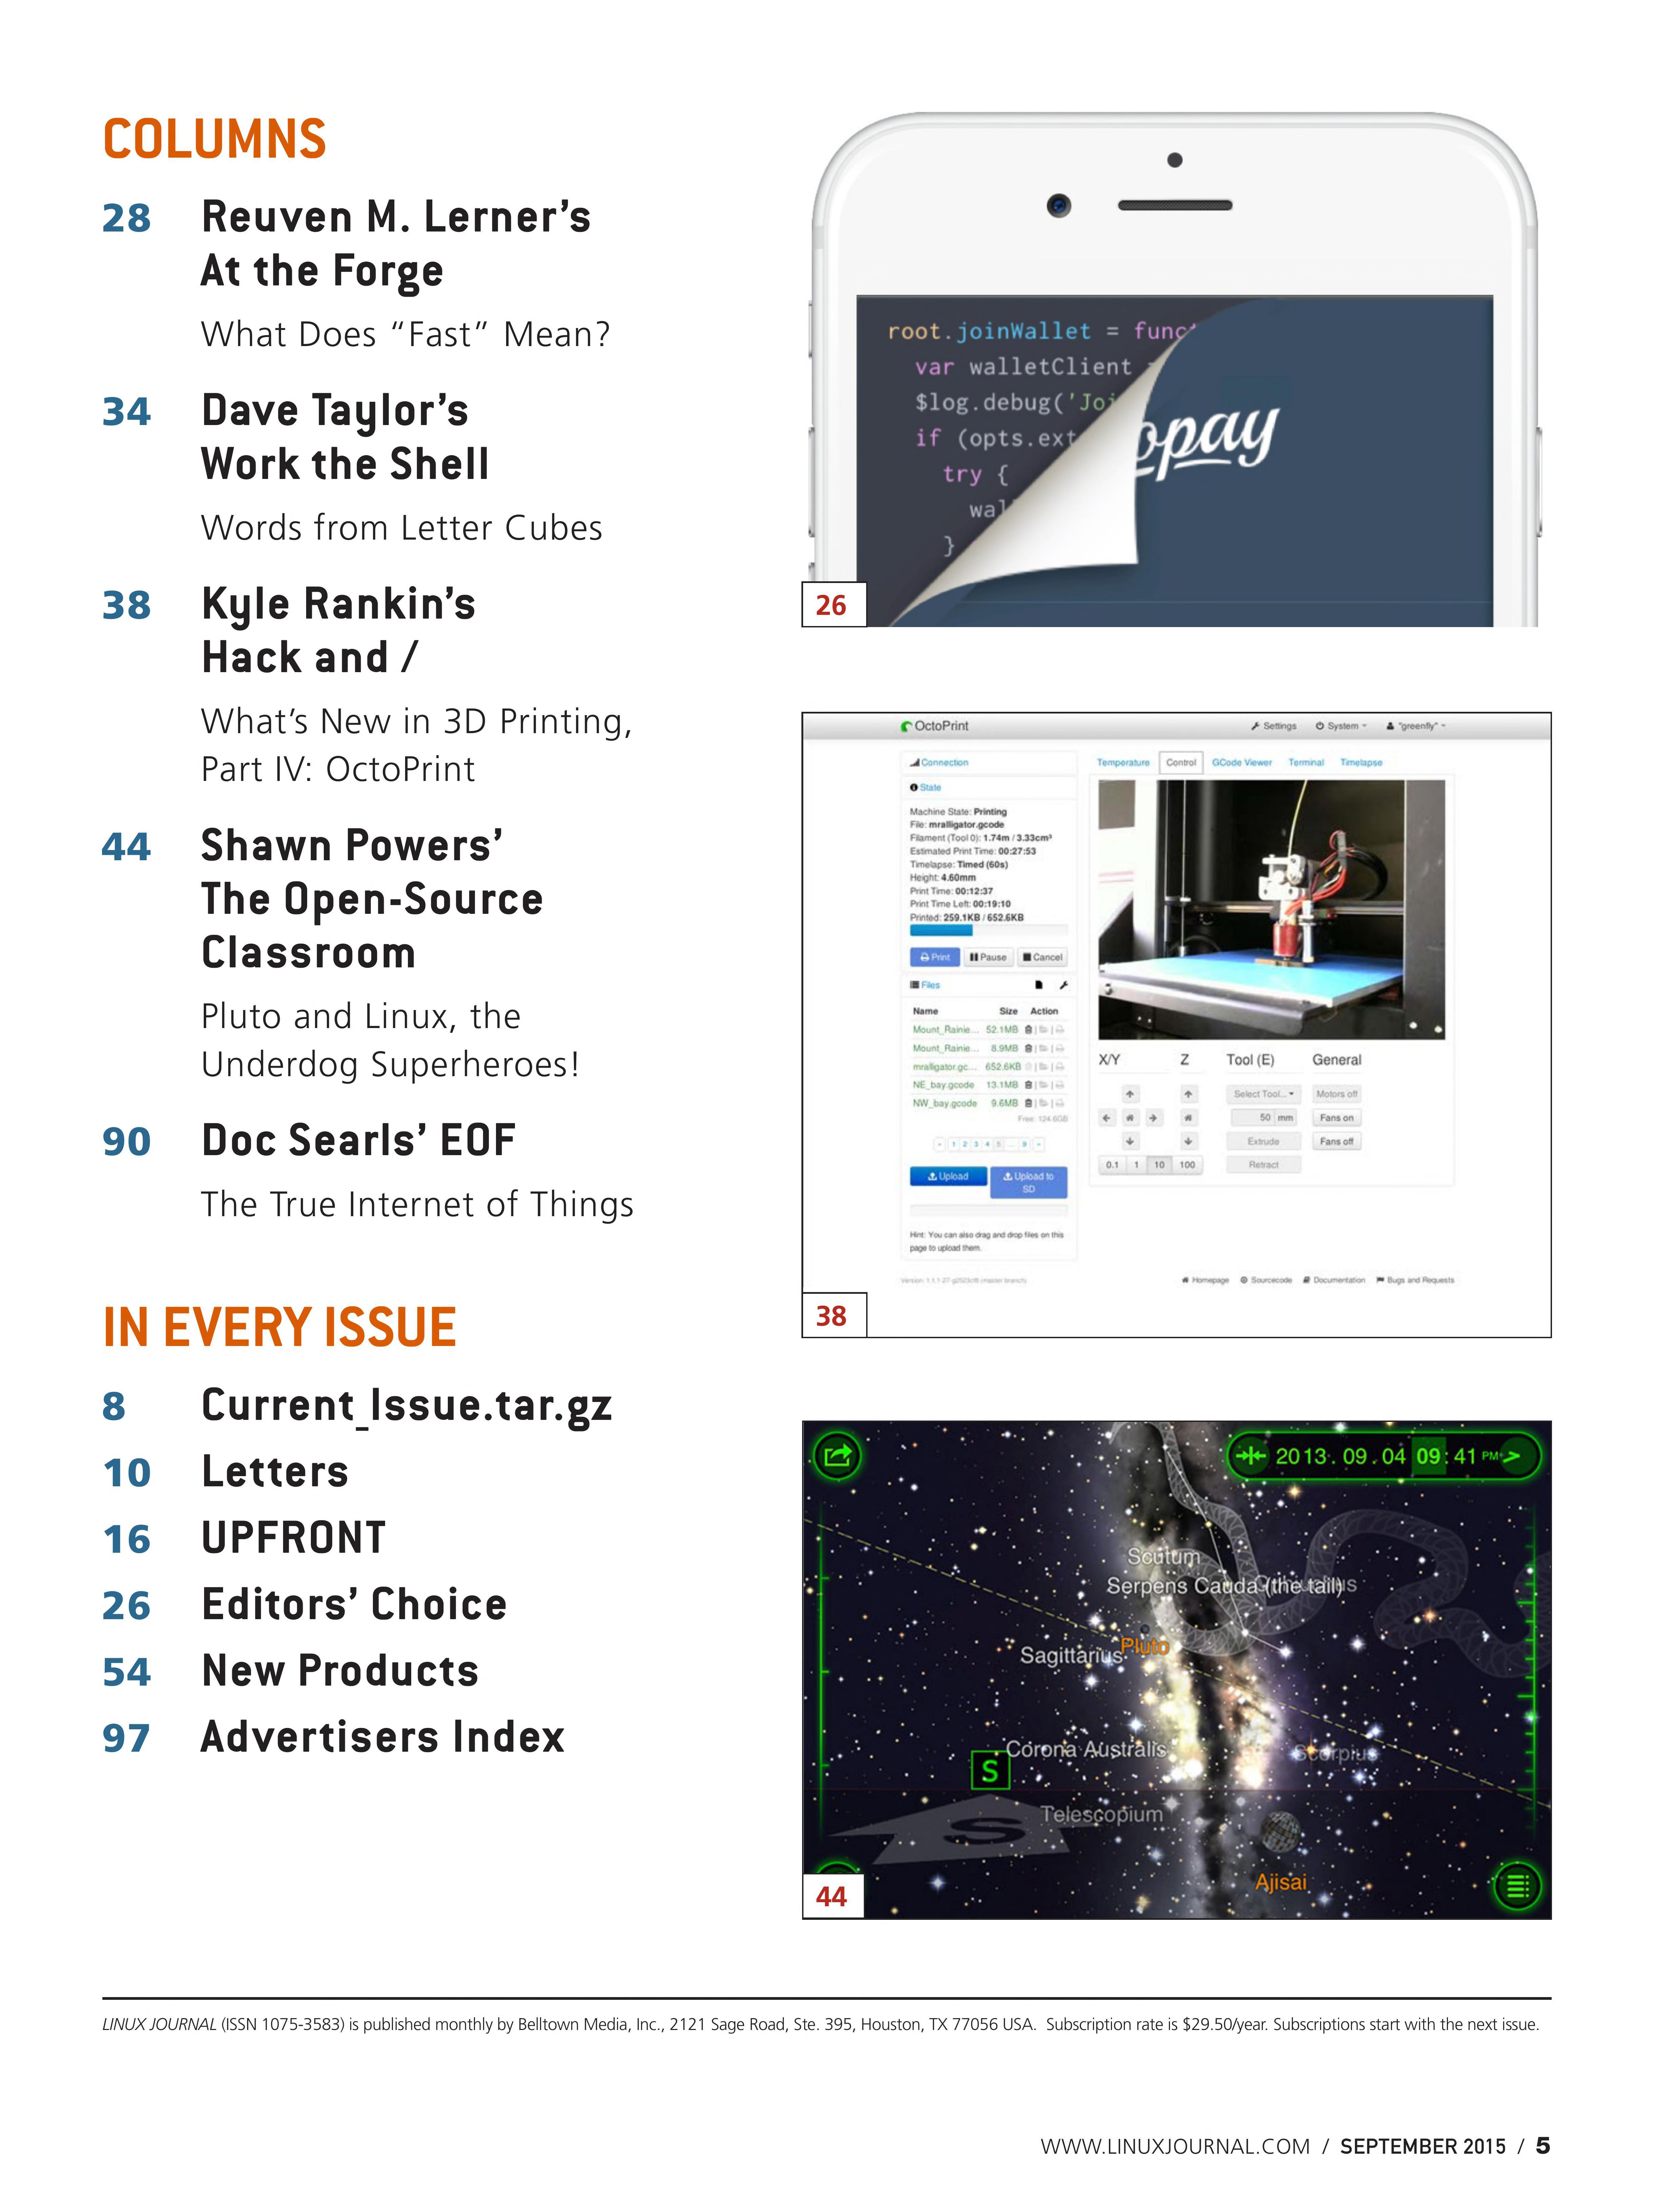 COLUMNS
28 Reuven M. Lerner’s
At the Forge
What Does “Fast” Mean?
34 Dave Taylor’s
Work the Shell
Words from Letter Cubes
38 Kyle Rankin’s
Hack and /
What’s New in 3D Printing,
Part IV: OctoPrint
44 Shawn Powers’
The Open-Source
Classroom
Pluto and Linux, the
Underdog Superheroes!
90 Doc Searls’ EOF
The True Internet of Things
IN EVERY ISSUE
8 Current_Issue.tar.gz
10 Letters
16 UPFRONT
26 Editors’ Choice
54 New Products
97 Advertisers Index
root.joinWallet = funct
var walletClient
$log.debug('Joi
if (opts.ext
try {
wal
}
opay
26
OctoPrint
Settings System "greenfly"
Connection
State
Machine State: Printing
File: mralligator.gcode
Filament (Tool 0): 1.74m / 3.33cm³
Estimated Print Time: 00:27:53
Timelapse: Timed (60s)
Height: 4.60mm
Print Time: 00:12:37
Print Time Left: 00:19:10
Printed: 259.1KB / 652.6KB
Print Pause Cancel
Files
Name Size Action
Mount_Rainie... 52.1MB
Mount_Rainie... 8.9MB
mralligator.gc... 652.6KB
NE_bay.gcode 13.1MB
NW_bay.gcode 9.6MB
Free: 124.6GB
1 2 3 4 5 ... 9
Upload Upload to
SD
Hint: You can also drag and drop files on this
page to upload them.
Temperature Control GCode Viewer Terminal Timelapse
X/Y Z Tool (E) General
Select Tool... Motors off
50 mm Fans on
Extrude Fans off
0.1 1 10 100 Retract
Homepage Sourcecode Documentation Bugs and Requests
38
2013. 09. 04 09:41 PM >
Scutum
Serpens Cauda (the tail)
Pluto
Sagittarius
Corona Australis
Scorpius
S
Telescopium
S
Ajisai
44
LINUX JOURNAL (ISSN 1075-3583) is published monthly by Belltown Media, Inc., 2121 Sage Road, Ste. 395, Houston, TX 77056 USA. Subscription rate is $29.50/year. Subscriptions start with the next issue.
WWW.LINUXJOURNAL.COM / SEPTEMBER 2015 / 5